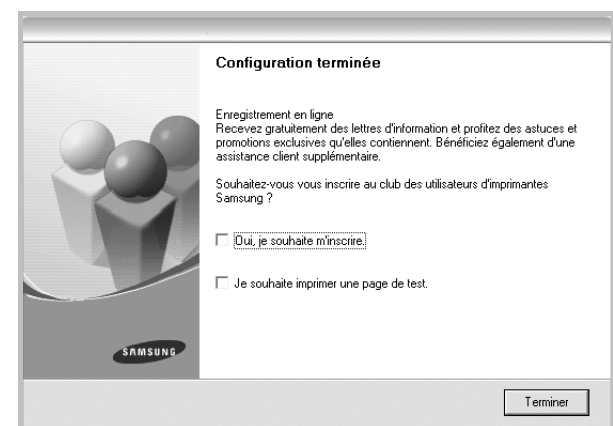 Configuration terminée
Enregistrement en ligne
Recevez gratuitement des lettres d'information et profitez des astuces et
promotions exclusives qu'elles contiennent. Bénéficiez également d'une
assistance client supplémentaire.
Souhaitez-vous vous inscrire au club des utilisateurs d'imprimantes
Samsung ?
Oui, je souhaite m'inscrire.
Je souhaite imprimer une page de test.
SAMSUNG
Terminer